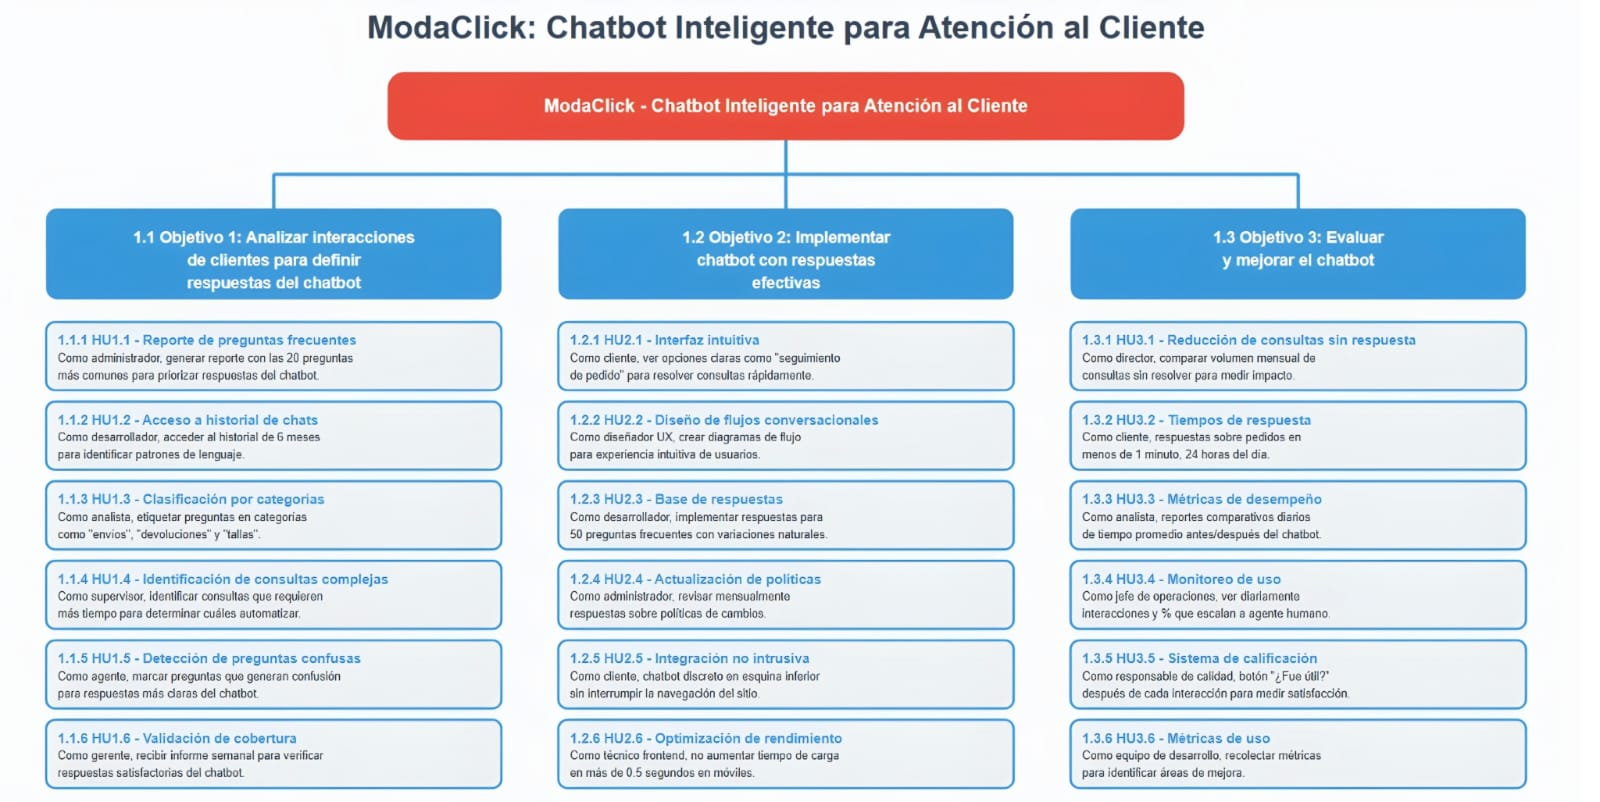 ModaClick: Chatbot Inteligente para Atención al Cliente
ModaClick - Chatbot Inteligente para Atención al Cliente
1.1 Objetivo 1: Analizar interacciones
de clientes para definir
respuestas del chatbot
1.1.1 HU1.1 - Reporte de preguntas frecuentes
Como administrador, generar reporte con las 20 preguntas
más comunes para priorizar respuestas del chatbot.
1.1.2 HU1.2 - Acceso a historial de chats
Como desarrollador, acceder al historial de 6 meses
para identificar patrones de lenguaje.
1.1.3 HU1.3 - Clasificación por categorías
Como analista, etiquetar preguntas en categorías
como "envíos", "devoluciones" y "tallas".
1.1.4 HU1.4 - Identificación de consultas complejas
Como supervisor, identificar consultas que requieren
más tiempo para determinar cuáles automatizar.
1.1.5 HU1.5 - Detección de preguntas confusas
Como agente, marcar preguntas que generan confusión
para respuestas más claras del chatbot.
1.1.6 HU1.6 - Validación de cobertura
Como gerente, recibir informe semanal para verificar
respuestas satisfactorias del chatbot.
1.2 Objetivo 2: Implementar
chatbot con respuestas
efectivas
1.2.1 HU2.1 - Interfaz intuitiva
Como cliente, ver opciones claras como "seguimiento
de pedido" para resolver consultas rápidamente.
1.2.2 HU2.2 - Diseño de flujos conversacionales
Como diseñador UX, crear diagramas de flujo
para experiencia intuitiva de usuarios.
1.2.3 HU2.3 - Base de respuestas
Como desarrollador, implementar respuestas para
50 preguntas frecuentes con variaciones naturales.
1.2.4 HU2.4 - Actualización de políticas
Como administrador, revisar mensualmente
respuestas sobre políticas de cambios.
1.2.5 HU2.5 - Integración no intrusiva
Como cliente, chatbot discreto en esquina inferior
sin interrumpir la navegación del sitio.
1.2.6 HU2.6 - Optimización de rendimiento
Como técnico frontend, no aumentar tiempo de carga
en más de 0.5 segundos en móviles.
1.3 Objetivo 3: Evaluar
y mejorar el chatbot
1.3.1 HU3.1 - Reducción de consultas sin respuesta
Como director, comparar volumen mensual de
consultas sin resolver para medir impacto.
1.3.2 HU3.2 - Tiempos de respuesta
Como cliente, respuestas sobre pedidos en
menos de 1 minuto, 24 horas del día.
1.3.3 HU3.3 - Métricas de desempeño
Como analista, reportes comparativos diarios
de tiempo promedio antes/después del chatbot.
1.3.4 HU3.4 - Monitoreo de uso
Como jefe de operaciones, ver diariamente
interacciones y % que escalan a agente humano.
1.3.5 HU3.5 - Sistema de calificación
Como responsable de calidad, botón "¿Fue útil?"
después de cada interacción para medir satisfacción.
1.3.6 HU3.6 - Métricas de uso
Como equipo de desarrollo, recolectar métricas
para identificar áreas de mejora.